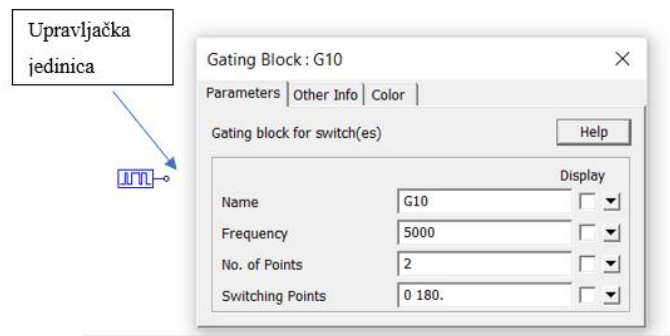 Upravljačka
jedinica
Gating Block : G10
Parameters Other Info Color
Gating block for switch(es)
Help
Display
Name G10
Frequency 5000
No. of Points 2
Switching Points 0 180.